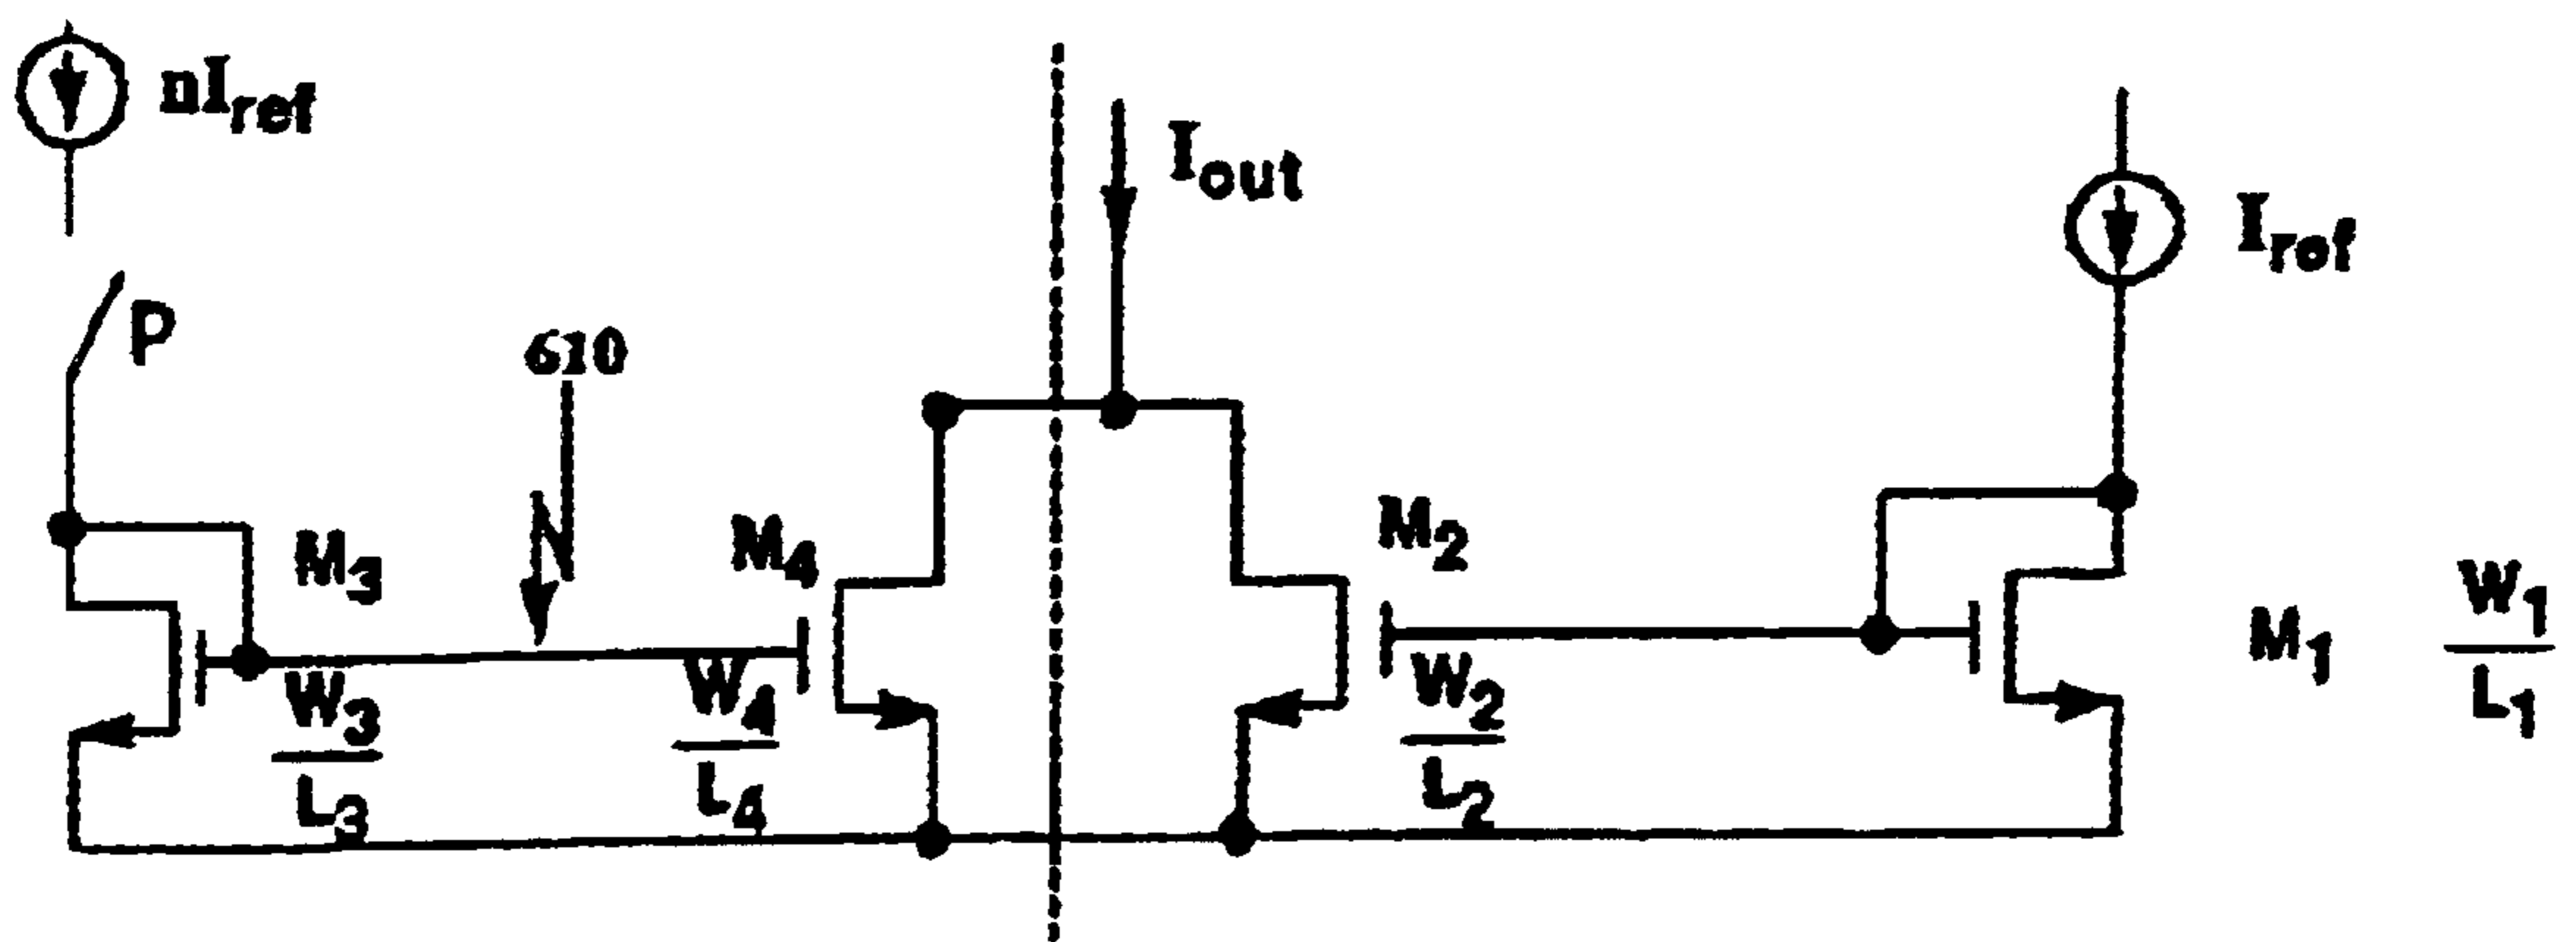 nI_ref
I_out
I_ref
P
610
M_3
M_4
M_2
M_1
W_1
L_1
W_3
L_3
W_4
L_4
W_2
L_2